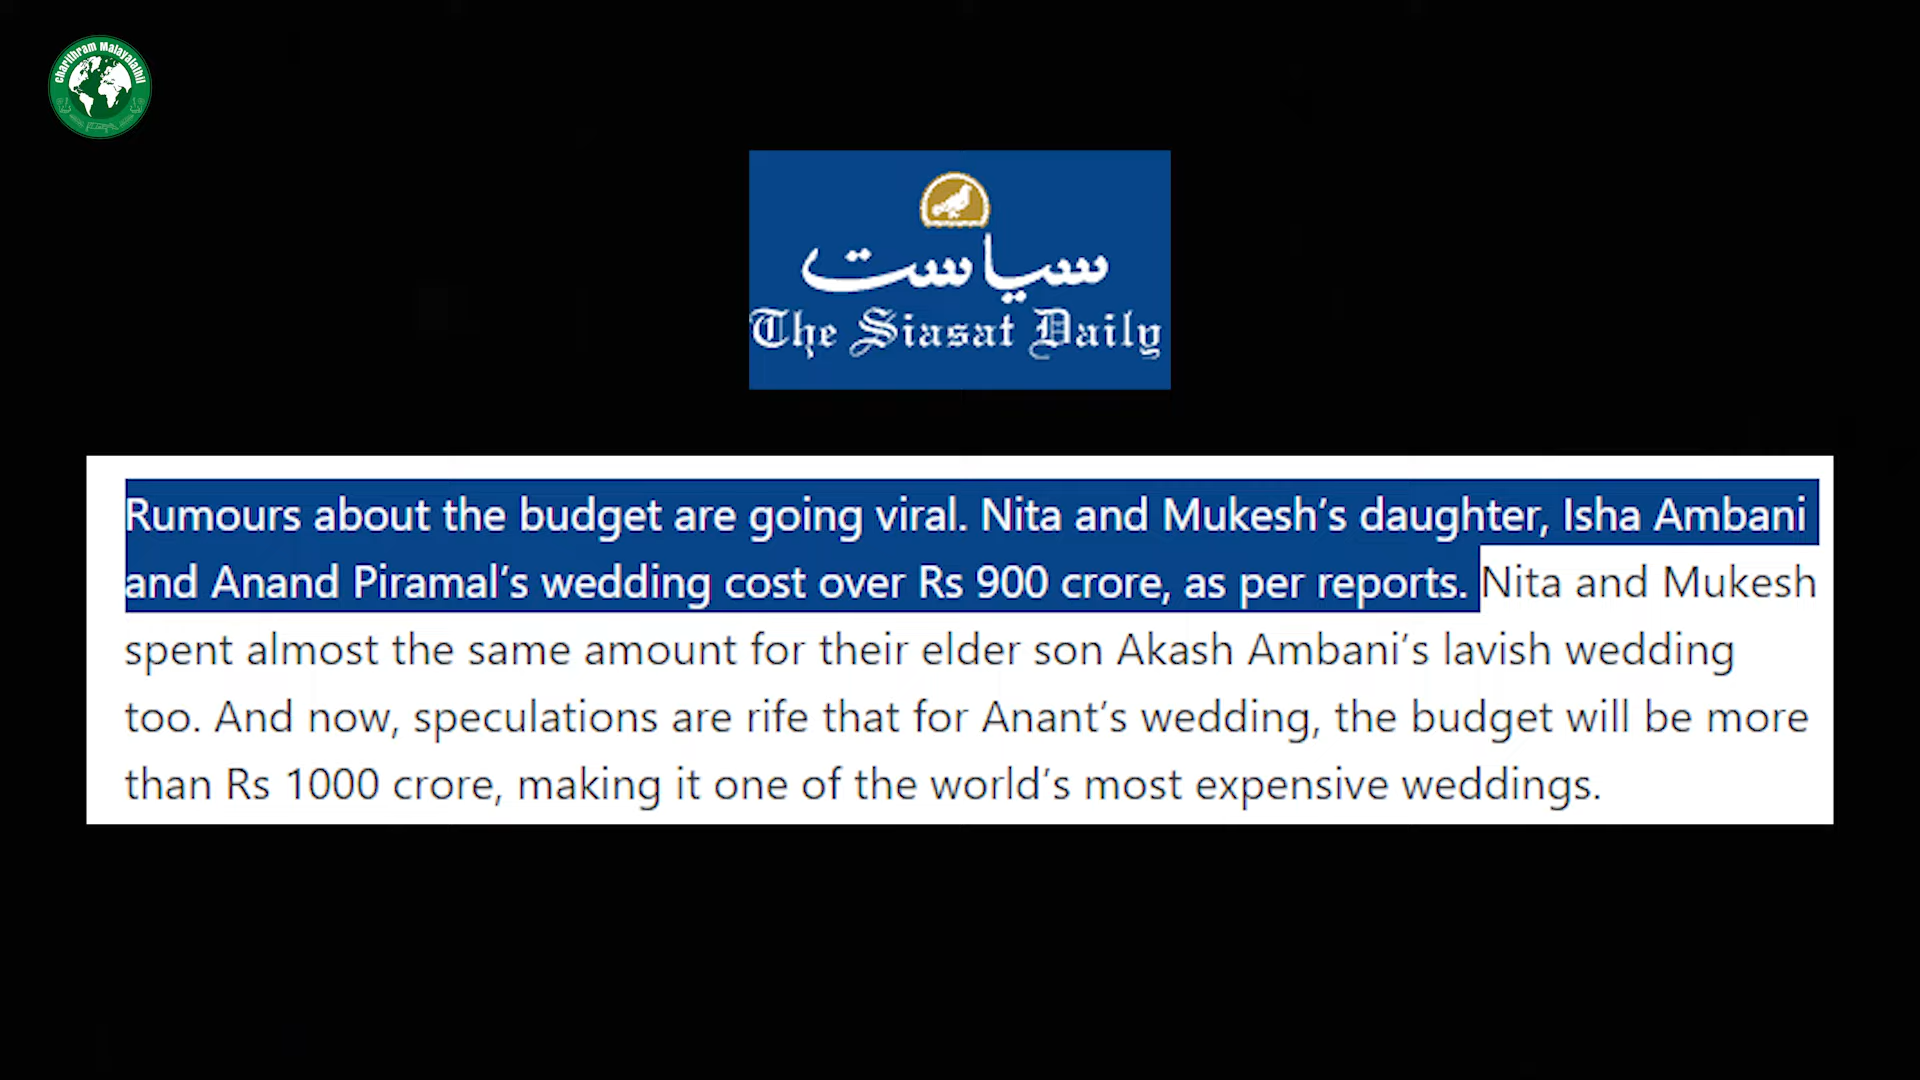 Charithram Malayalathil
سیاست
The Siasat Daily
Rumours about the budget are going viral. Nita and Mukesh’s daughter, Isha Ambani
and Anand Piramal’s wedding cost over Rs 900 crore, as per reports. Nita and Mukesh
spent almost the same amount for their elder son Akash Ambani’s lavish wedding
too. And now, speculations are rife that for Anant’s wedding, the budget will be more
than Rs 1000 crore, making it one of the world’s most expensive weddings.